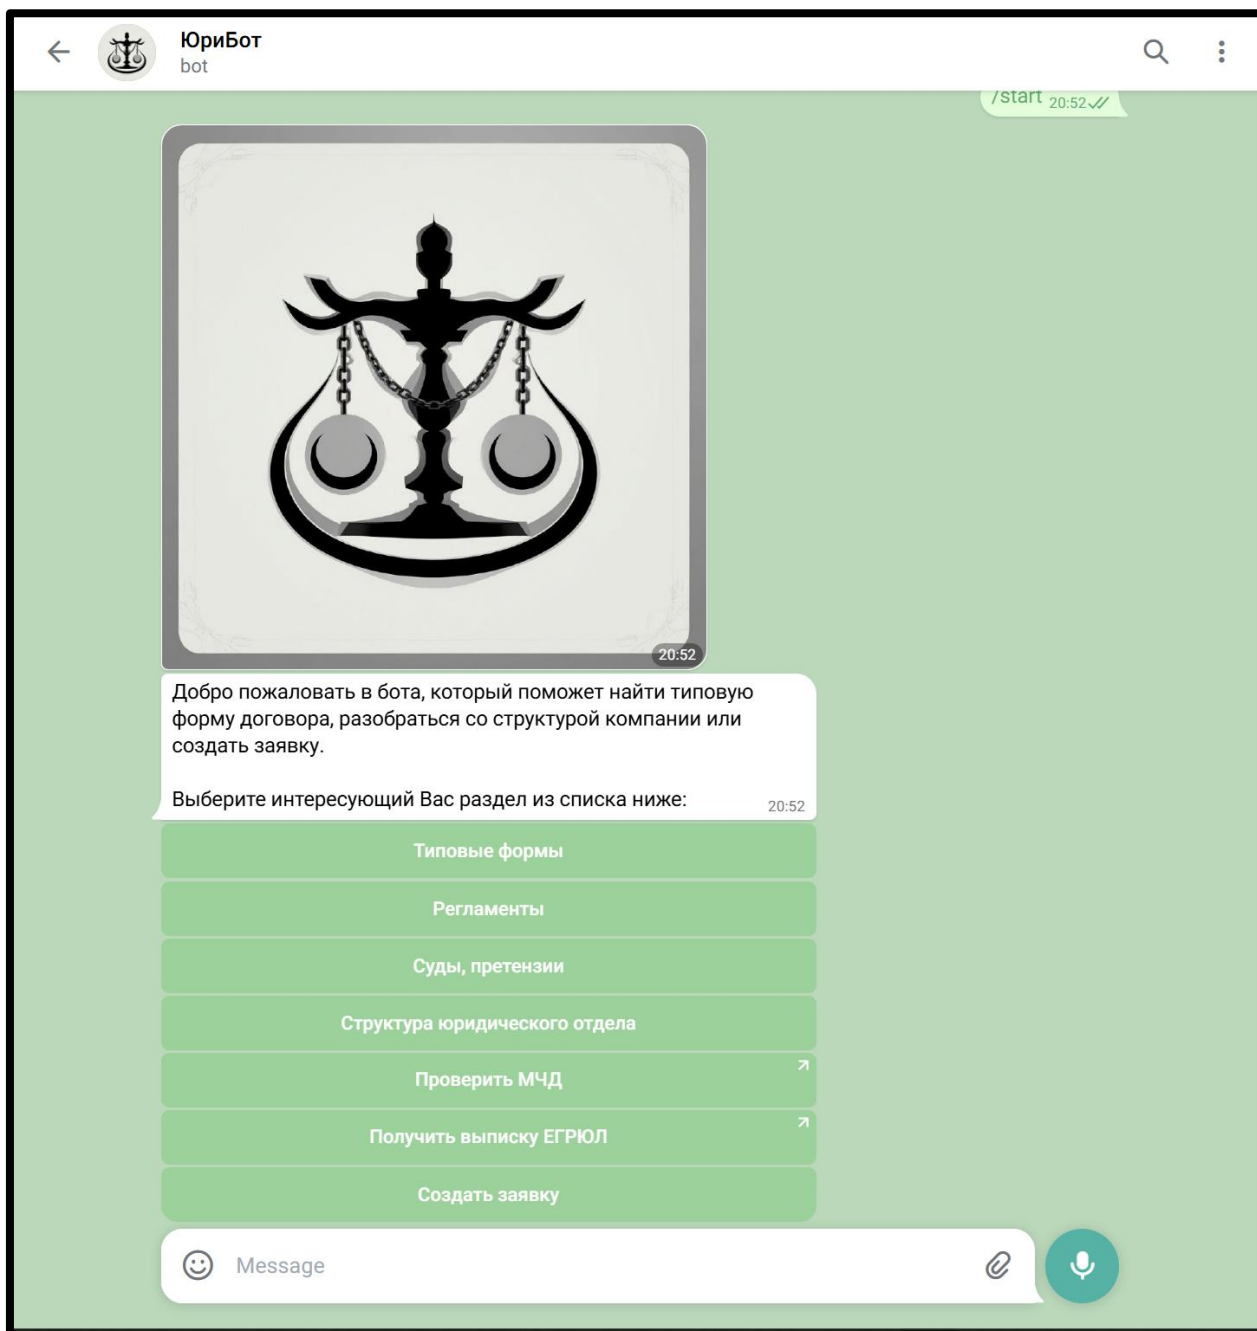 ЮриБот
bot
/start 20:52
20:52
Добро пожаловать в бота, который поможет найти типовую
форму договора, разобраться со структурой компании или
создать заявку.
Выберите интересующий Вас раздел из списка ниже:
20:52
Типовые формы
Регламенты
Суды, претензии
Структура юридического отдела
Проверить МЧД
Получить выписку ЕГРЮЛ
Создать заявку
Message